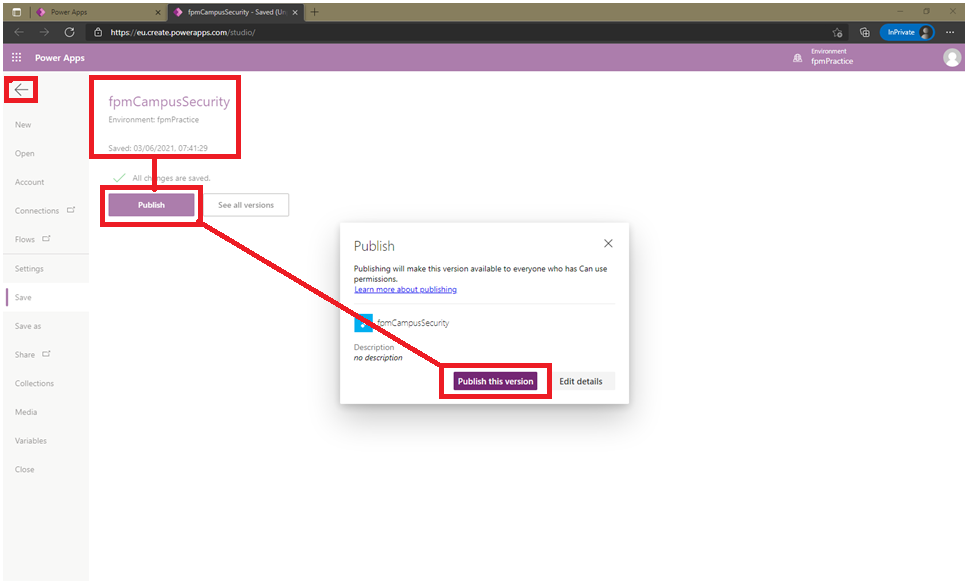 Power Apps
fpmCampusSecurity - Saved (Un
https://eu.create.powerapps.com/studio/
InPrivate
Power Apps
Environment
fpmPractice
New
Open
Account
Connections
Flows
Settings
Save
Save as
Share
Collections
Media
Variables
Close
fpmCampusSecurity
Environment: fpmPractice
Saved: 03/06/2021, 07:41:29
All changes are saved.
Publish
See all versions
Publish
Publishing will make this version available to everyone who has Can use
permissions.
Learn more about publishing
fpmCampusSecurity
Description
no description
Publish this version
Edit details